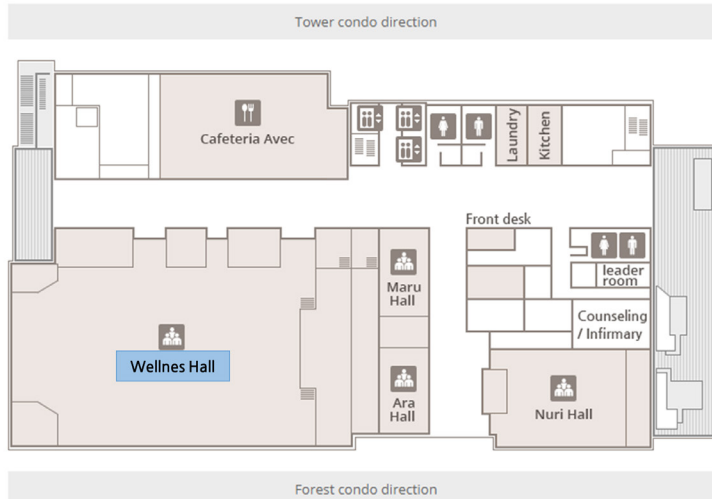 Tower condo direction
Cafeteria Avec
Laundry
Kitchen
Front desk
Maru
Hall
leader
room
Counseling
/ Infirmary
Wellnes Hall
Ara
Hall
Nuri Hall
Forest condo direction